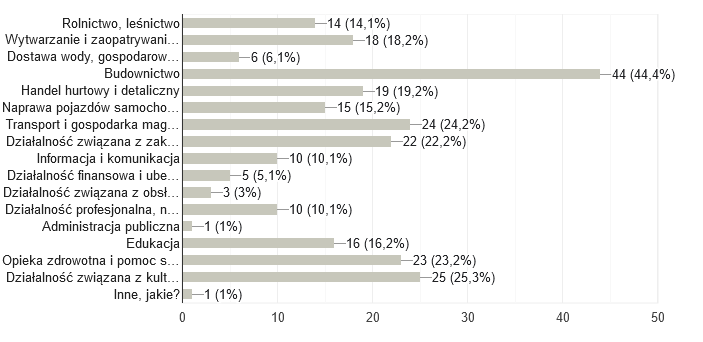 Rolnictwo, leśnictwo 14 (14,1%)
Wytwarzanie i zaopatrywani… 18 (18,2%)
Dostawa wody, gospodarow… 6 (6,1%)
Budownictwo 44 (44,4%)
Handel hurtowy i detaliczny 19 (19,2%)
Naprawa pojazdów samocho… 15 (15,2%)
Transport i gospodarka mag… 24 (24,2%)
Działalność związana z zak… 22 (22,2%)
Informacja i komunikacja 10 (10,1%)
Działalność finansowa i ube… 5 (5,1%)
Działalność związana z obsł… 3 (3%)
Działalność profesjonalna, n… 10 (10,1%)
Administracja publiczna 1 (1%)
Edukacja 16 (16,2%)
Opieka zdrowotna i pomoc s… 23 (23,2%)
Działalność związana z kult… 25 (25,3%)
Inne, jakie? 1 (1%)
0 10 20 30 40 50